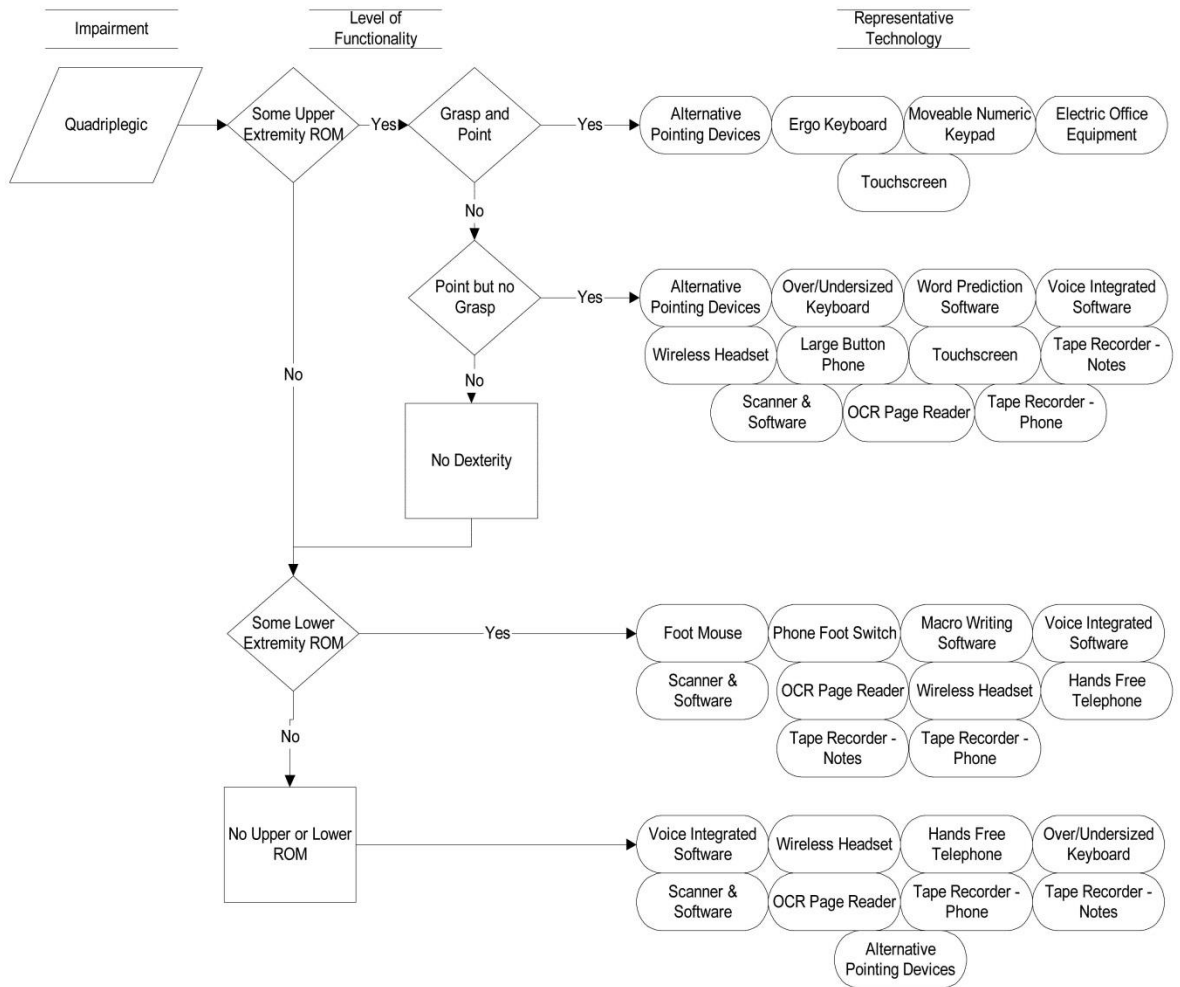 Impairment
Level of
Functionality
Representative
Technology
Quadriplegic
Some Upper
Extremity ROM
Yes
Grasp and
Point
Yes
Alternative
Pointing Devices
Ergo Keyboard
Moveable Numeric
Keypad
Electric Office
Equipment
Touchscreen
No
Point but no
Grasp
Yes
Alternative
Pointing Devices
Over/Undersized
Keyboard
Word Prediction
Software
Voice Integrated
Software
Wireless Headset
Large Button
Phone
Touchscreen
Tape Recorder -
Notes
Scanner &
Software
OCR Page Reader
Tape Recorder -
Phone
No
No
No Dexterity
Some Lower
Extremity ROM
Yes
Foot Mouse
Phone Foot Switch
Macro Writing
Software
Voice Integrated
Software
Scanner &
Software
OCR Page Reader
Wireless Headset
Hands Free
Telephone
Tape Recorder -
Notes
Tape Recorder -
Phone
No
No Upper or Lower
ROM
Voice Integrated
Software
Wireless Headset
Hands Free
Telephone
Over/Undersized
Keyboard
Scanner &
Software
OCR Page Reader
Tape Recorder -
Phone
Tape Recorder -
Notes
Alternative
Pointing Devices